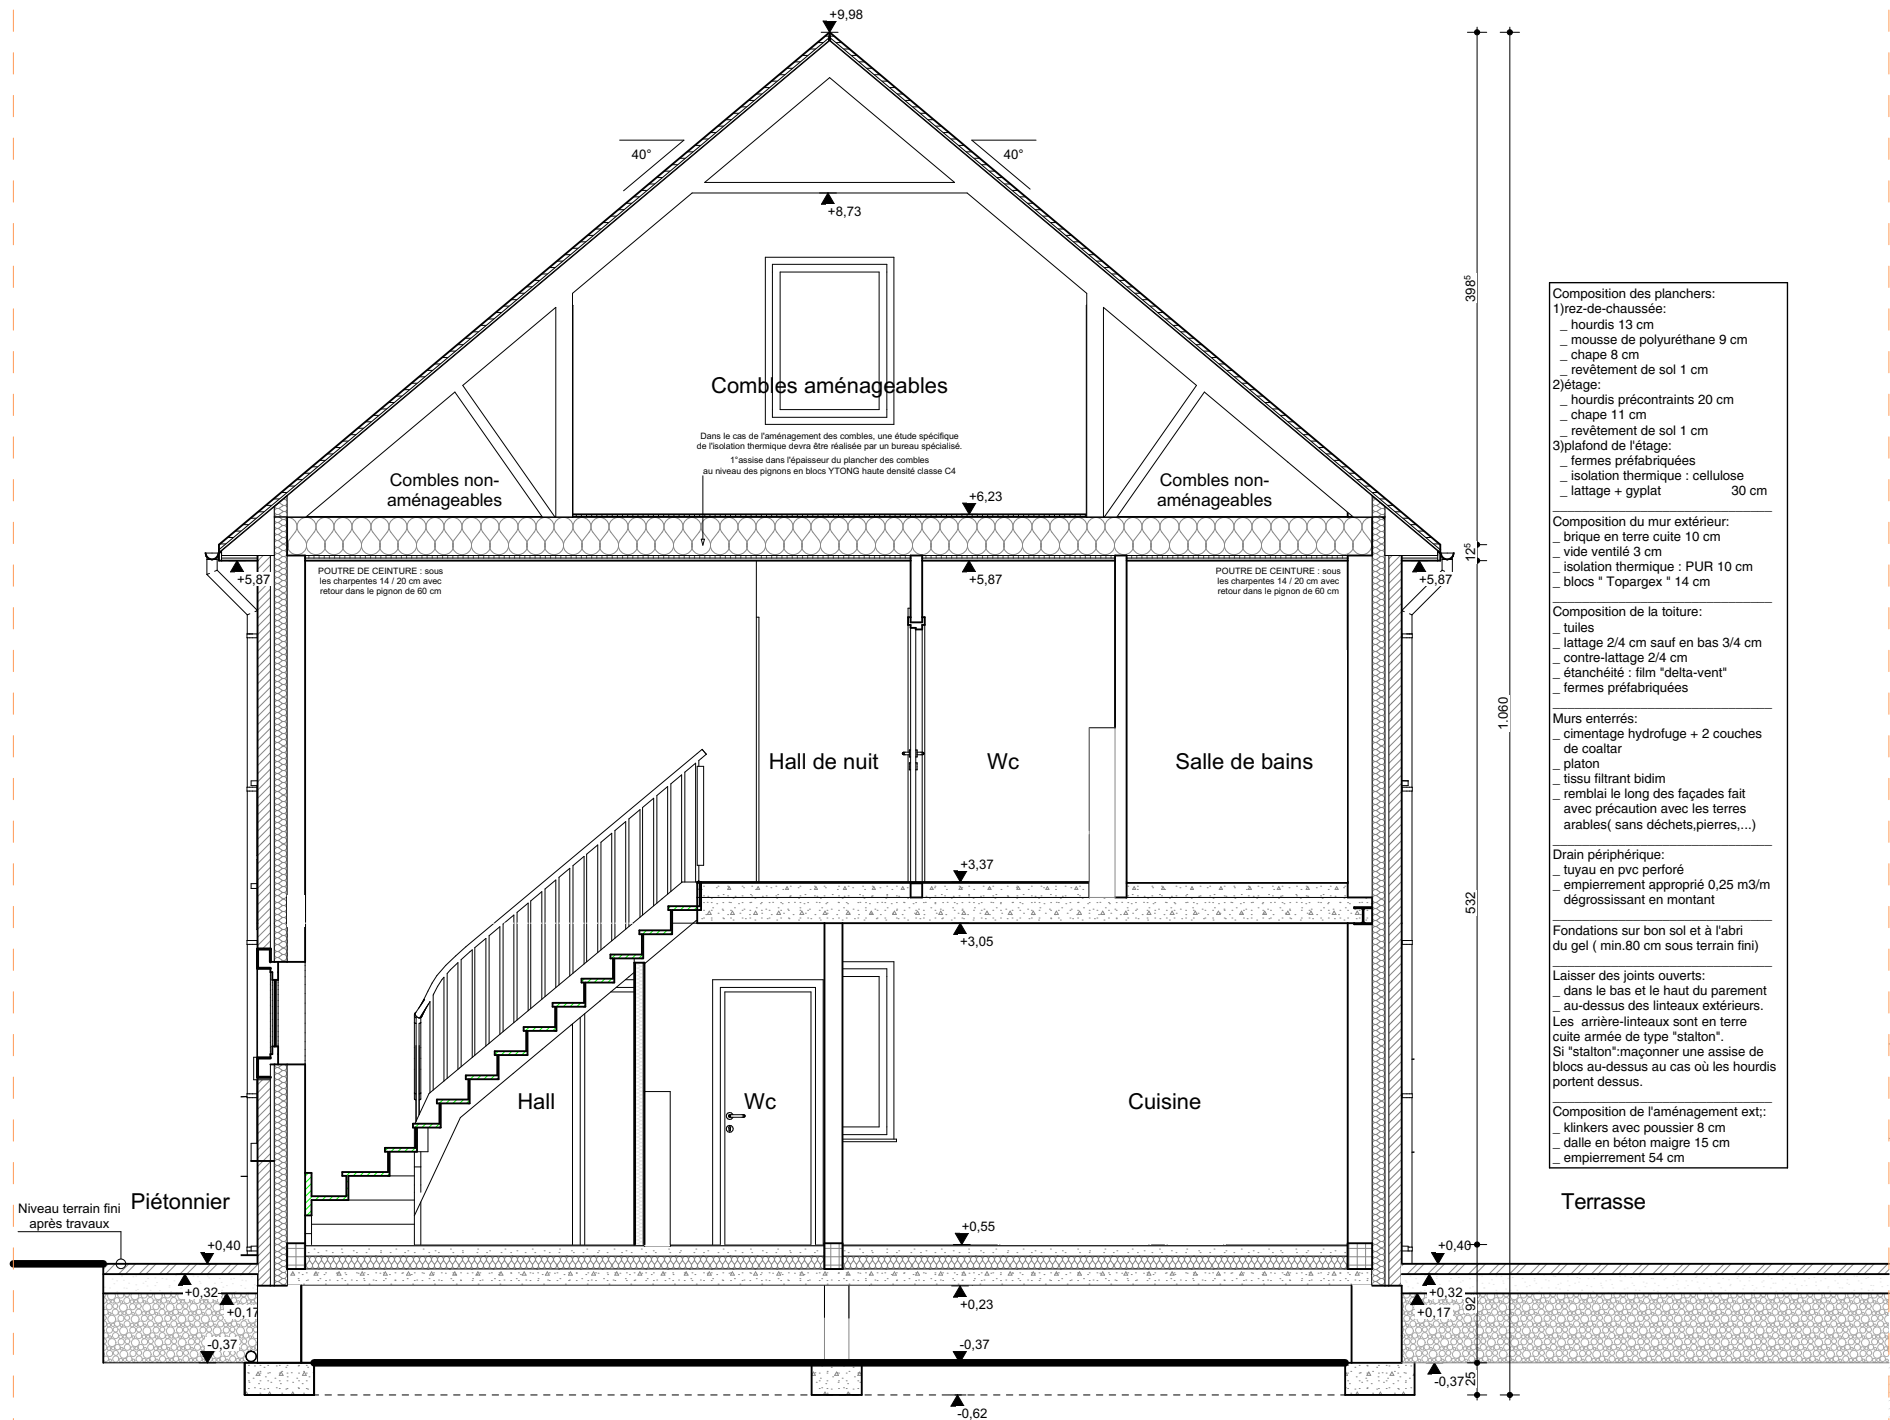 +9,98
40°
40°
+8,73
398⁵
Combles aménageables
Dans le cas de l'aménagement des combles, une étude spécifique
de l'isolation thermique devra être réalisée par un bureau spécialisé.
1°assise dans l'épaisseur du plancher des combles
au niveau des pignons en blocs YTONG haute densité classe C4
Combles non-
aménageables
Combles non-
aménageables
+6,23
12⁵
+5,87
+5,87
+5,87
POUTRE DE CEINTURE : sous
les charpentes 14 / 20 cm avec
retour dans le pignon de 60 cm
POUTRE DE CEINTURE : sous
les charpentes 14 / 20 cm avec
retour dans le pignon de 60 cm
1.060
Hall de nuit
Wc
Salle de bains
+3,37
532
+3,05
Hall
Wc
Cuisine
Piétonnier
Niveau terrain fini
après travaux
Terrasse
+0,40
+0,55
+0,40
+0,32
+0,17
+0,23
+0,32
+0,17
92
-0,37
-0,37
-0,37
25
-0,62
Composition des planchers:
1)rez-de-chaussée:
_ hourdis 13 cm
_ mousse de polyuréthane 9 cm
_ chape 8 cm
_ revêtement de sol 1 cm
2)étage:
_ hourdis précontraints 20 cm
_ chape 11 cm
_ revêtement de sol 1 cm
3)plafond de l'étage:
_ fermes préfabriquées
_ isolation thermique : cellulose
_ lattage + gyplat 30 cm
Composition du mur extérieur:
_ brique en terre cuite 10 cm
_ vide ventilé 3 cm
_ isolation thermique : PUR 10 cm
_ blocs " Topargex " 14 cm
Composition de la toiture:
_ tuiles
_ lattage 2/4 cm sauf en bas 3/4 cm
_ contre-lattage 2/4 cm
_ étanchéité : film "delta-vent"
_ fermes préfabriquées
Murs enterrés:
_ cimentage hydrofuge + 2 couches
de coaltar
_ platon
_ tissu filtrant bidim
_ remblai le long des façades fait
avec précaution avec les terres
arables( sans déchets,pierres,...)
Drain périphérique:
_ tuyau en pvc perforé
_ empierrement approprié 0,25 m3/m
dégrossissant en montant
Fondations sur bon sol et à l'abri
du gel ( min.80 cm sous terrain fini)
Laisser des joints ouverts:
_ dans le bas et le haut du parement
_ au-dessus des linteaux extérieurs.
Les arrière-linteaux sont en terre
cuite armée de type "stalton".
Si "stalton":maçonner une assise de
blocs au-dessus au cas où les hourdis
portent dessus.
Composition de l'aménagement ext;:
_ klinkers avec poussier 8 cm
_ dalle en béton maigre 15 cm
_ empierrement 54 cm